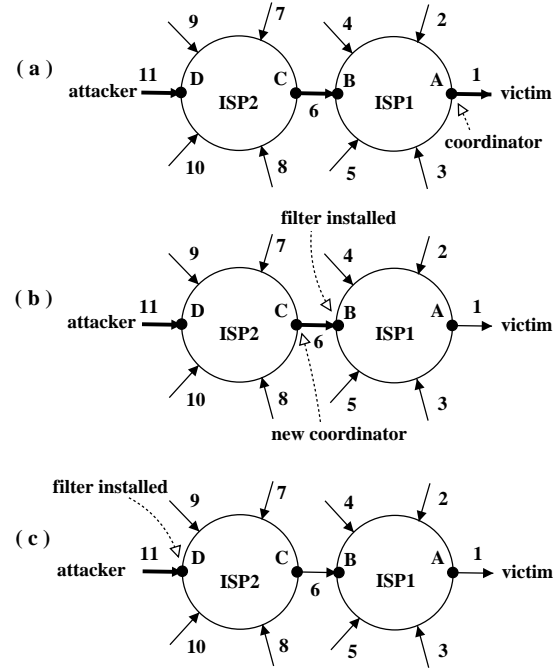 9 7 4 2
( a ) 11 D C B A 1
attacker ISP2 6 ISP1 victim
coordinator
10 8 5 3
filter installed
9 7 4 2
( b ) 11 D C B A 1
attacker ISP2 6 ISP1 victim
10 8 5 3
new coordinator
filter installed
9 7 4 2
( c ) 11 D C B A 1
attacker ISP2 6 ISP1 victim
10 8 5 3